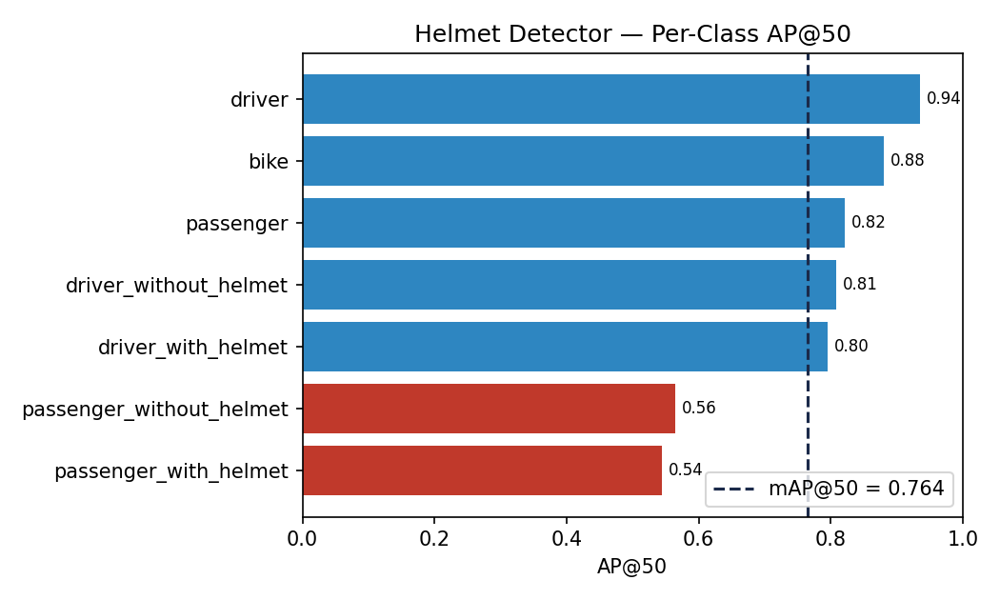 Helmet Detector — Per-Class AP@50
driver 0.94
bike 0.88
passenger 0.82
driver_without_helmet 0.81
driver_with_helmet 0.80
passenger_without_helmet 0.56
passenger_with_helmet 0.54
mAP@50 = 0.764
0.0 0.2 0.4 0.6 0.8 1.0
AP@50